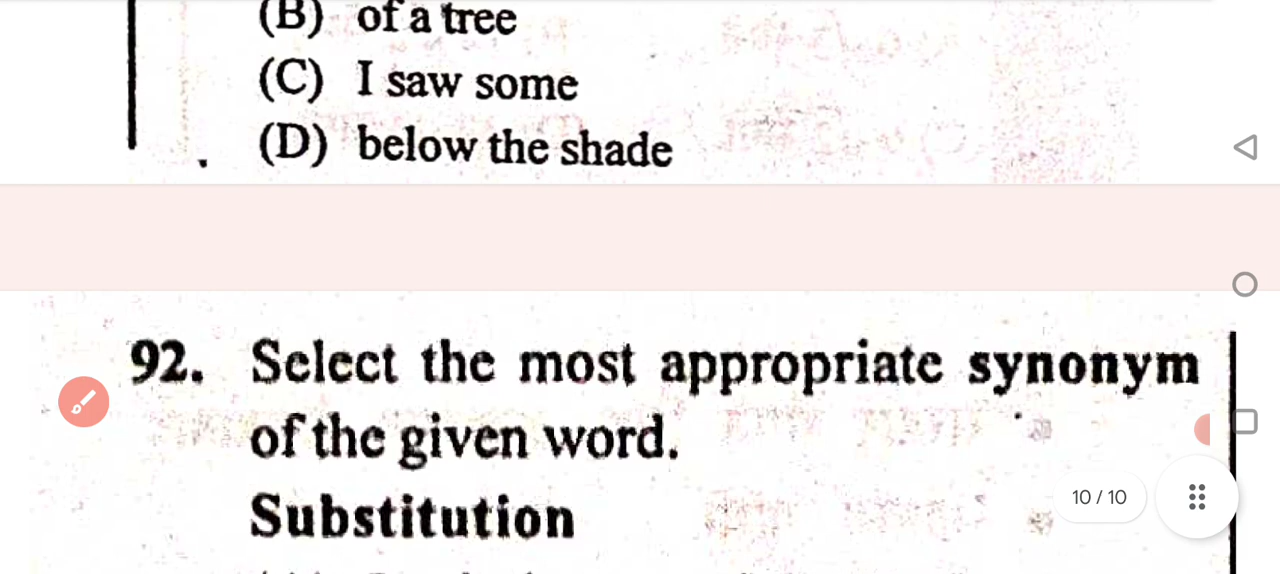 (B) of a tree
(C) I saw some
(D) below the shade
92. Select the most appropriate synonym
of the given word.
Substitution
10 / 10